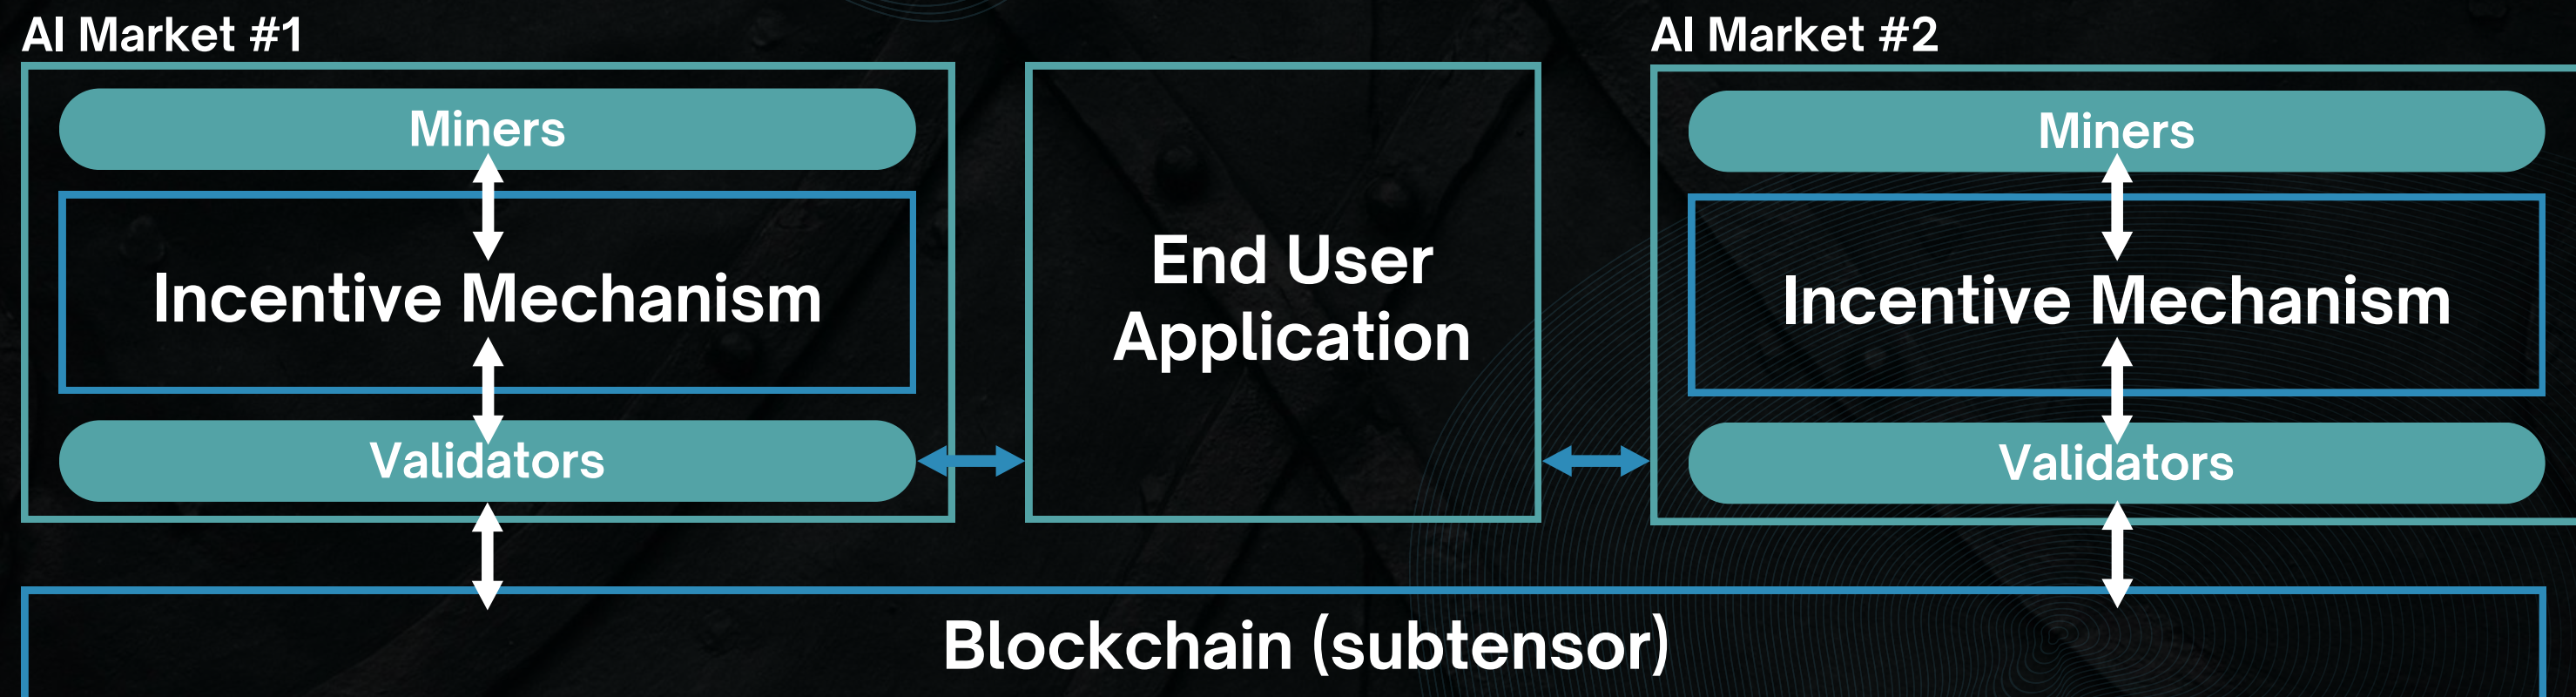 AI Market #1
Miners
Incentive Mechanism
Validators
End User
Application
AI Market #2
Miners
Incentive Mechanism
Validators
Blockchain (subtensor)